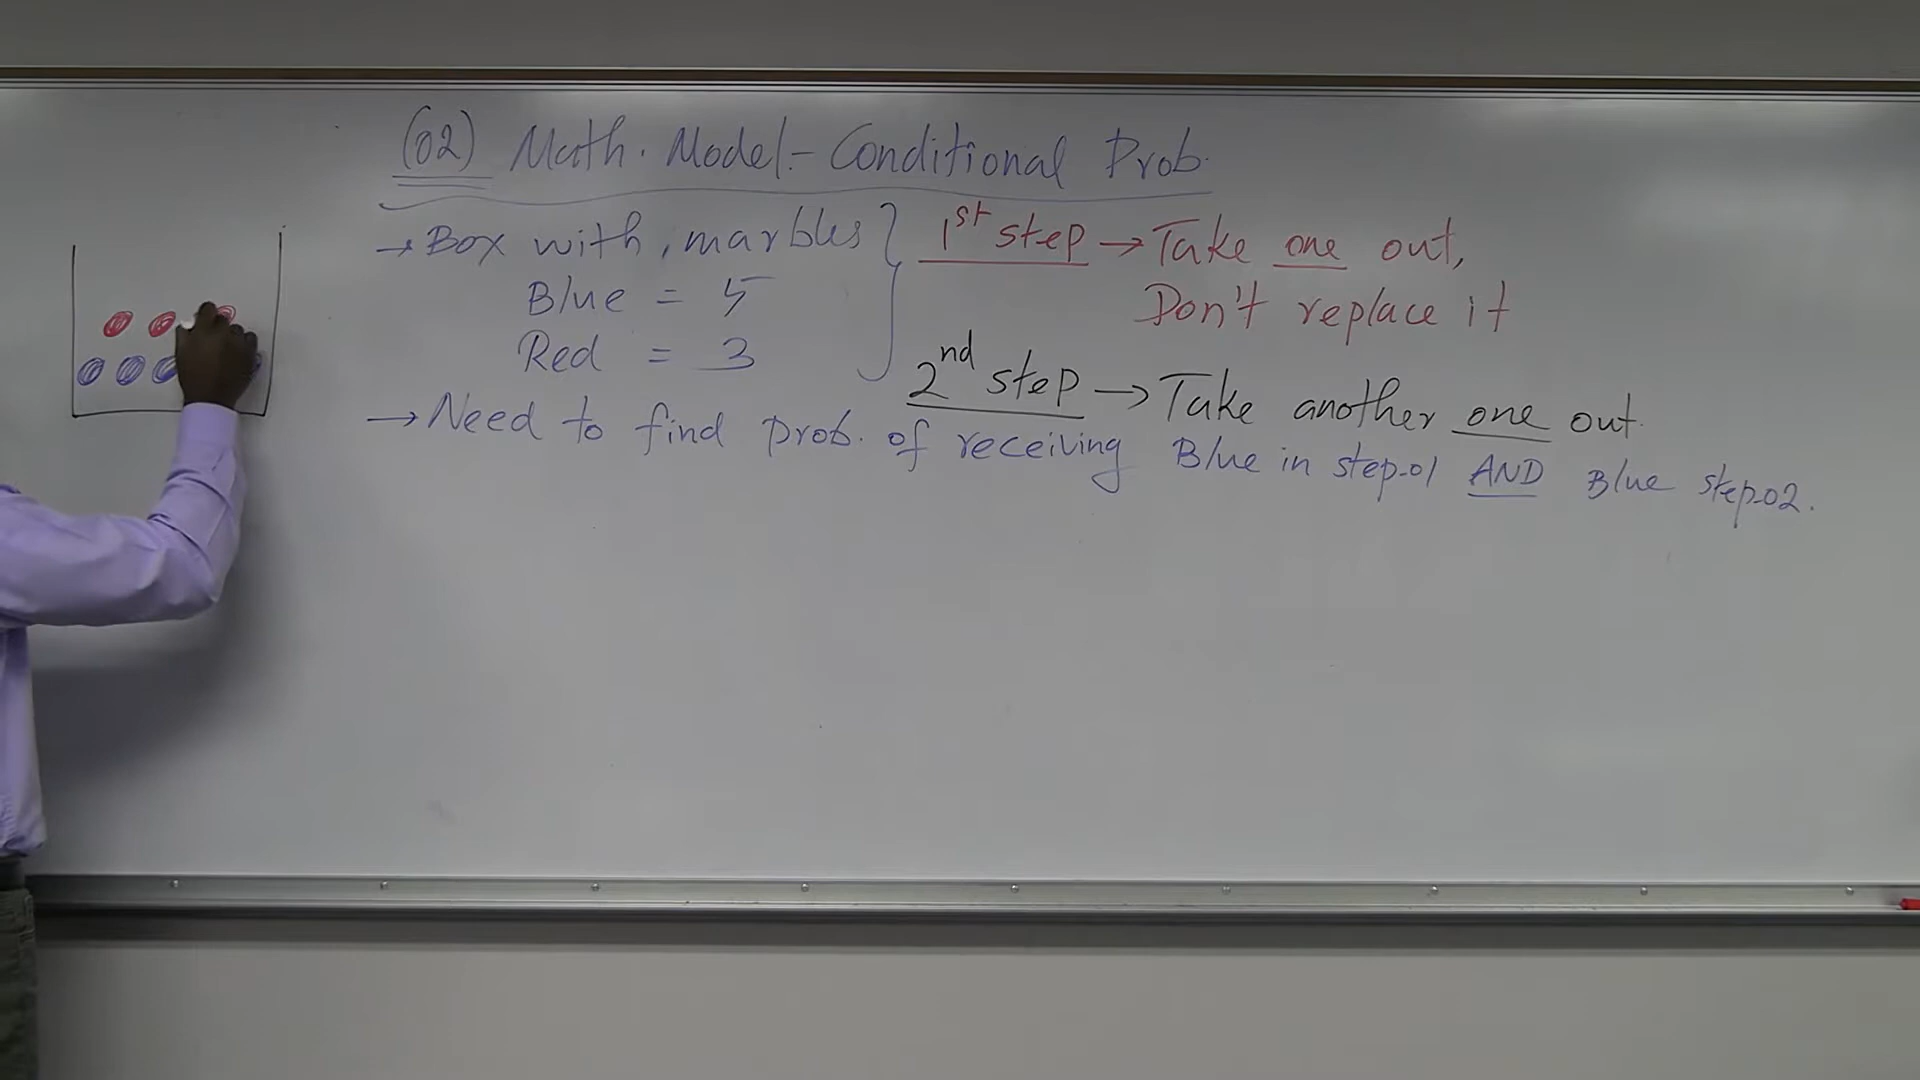 (02) Math. Model - Conditional Prob.
→ Box with, marbles
Blue = 5
Red = 3
1st step → Take one out,
Don't replace it
2nd step → Take another one out.
→ Need to find prob. of receiving Blue in step-01 AND Blue step-02.